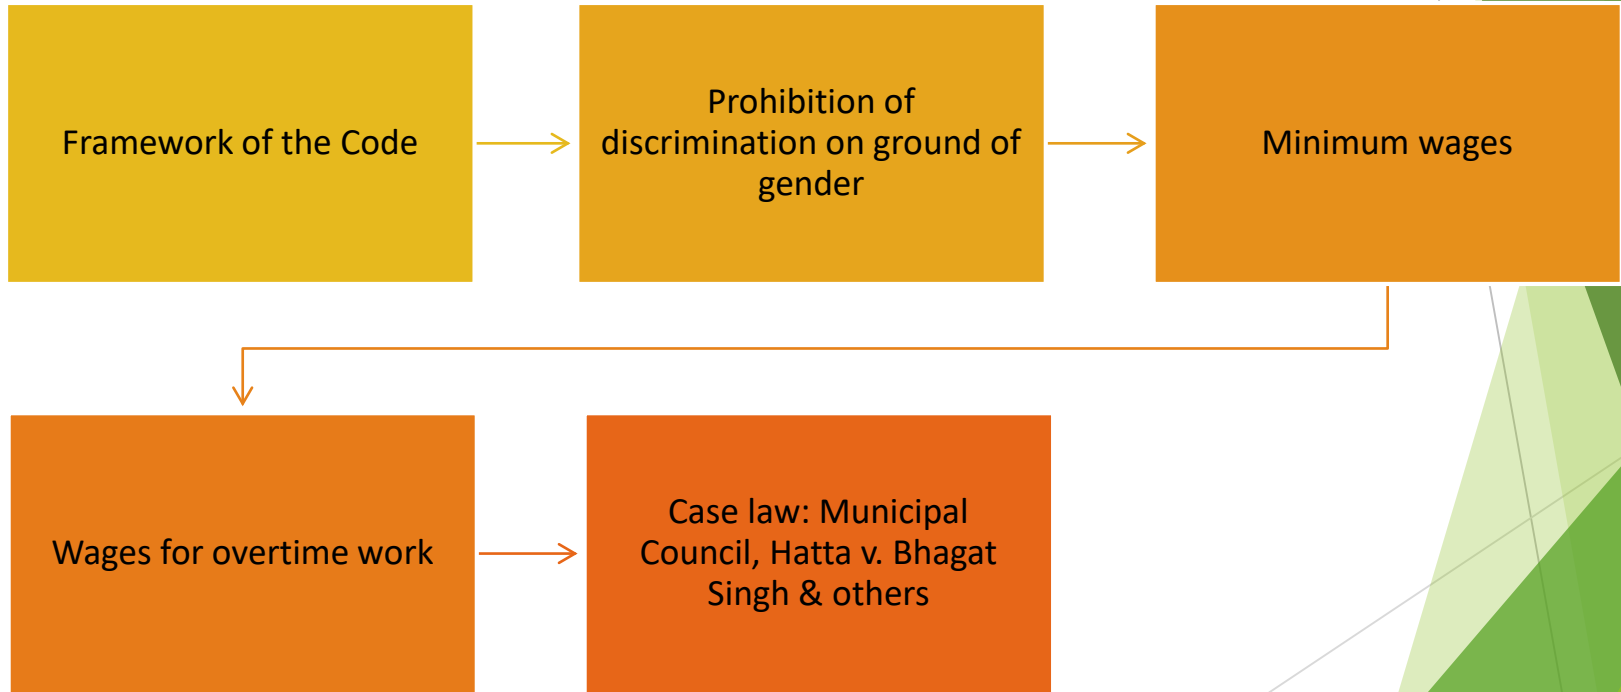 Framework of the Code
Prohibition of
discrimination on ground of
gender
Minimum wages
Wages for overtime work
Case law: Municipal
Council, Hatta v. Bhagat
Singh & others